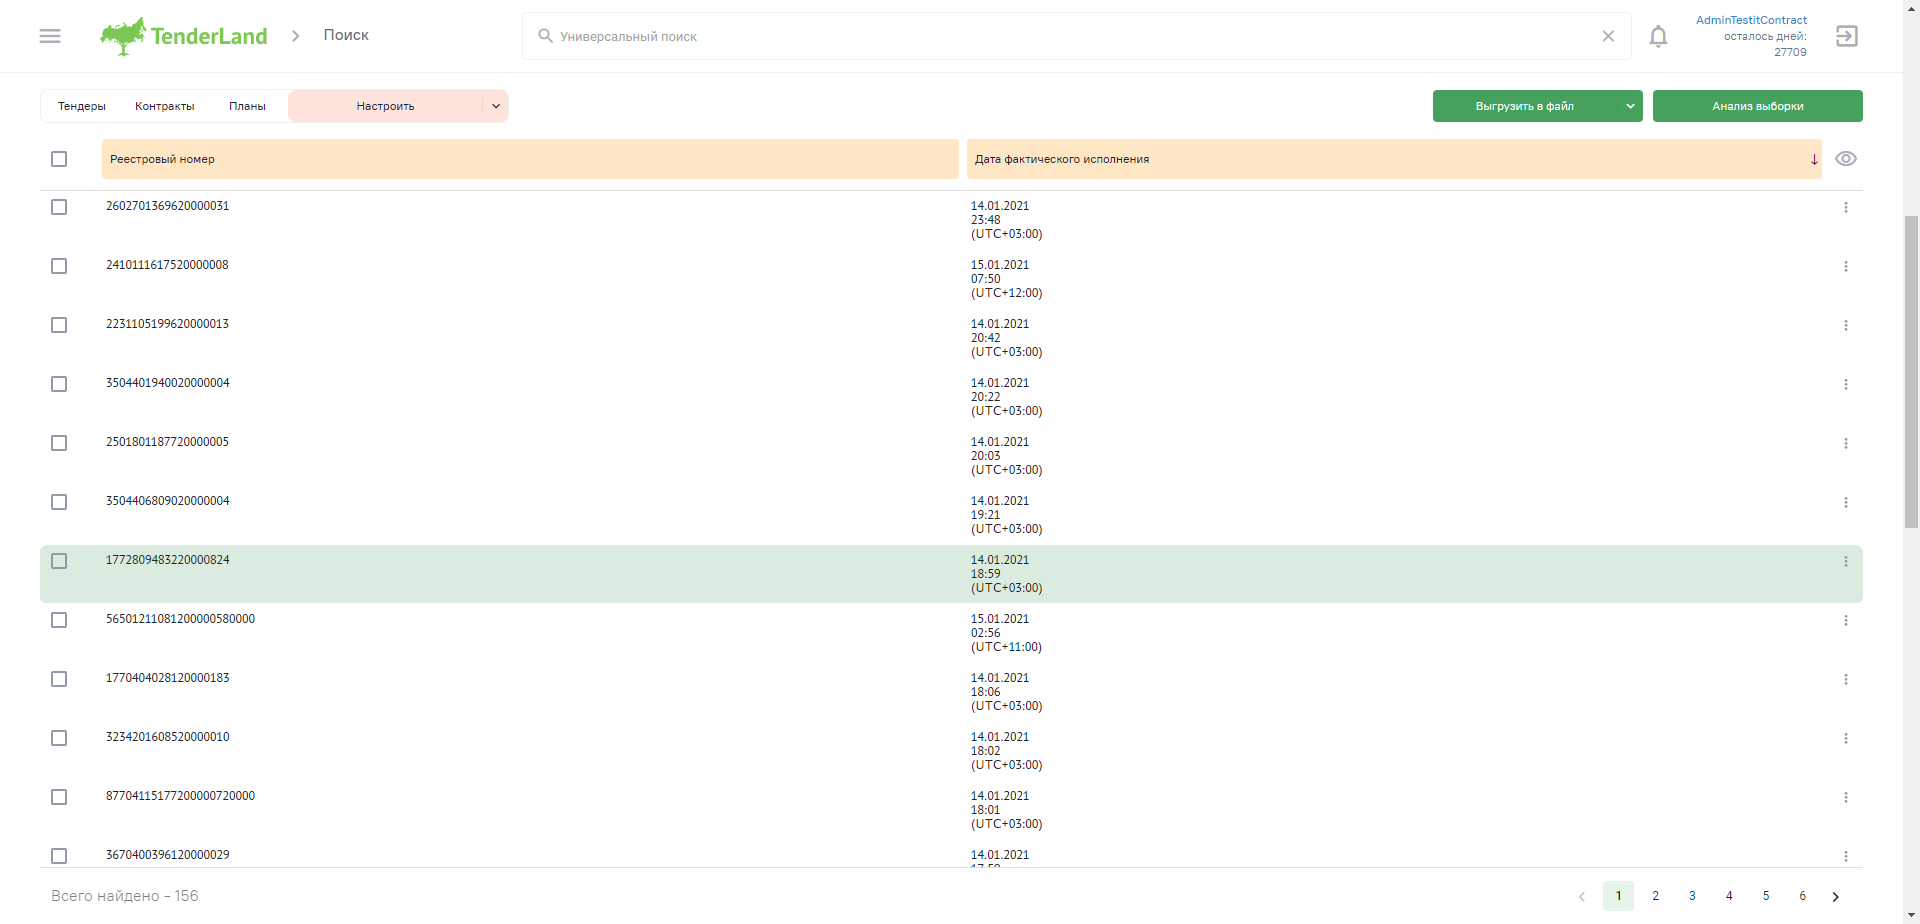 TenderLand
Поиск
Универсальный поиск
AdminTestitContract
осталось дней:
27709
Тендеры Контракты Планы Настроить
Выгрузить в файл
Анализ выборки
Реестровый номер
Дата фактического исполнения
2602701369620000031
14.01.2021
23:48
(UTC+03:00)
2410111617520000008
15.01.2021
07:50
(UTC+12:00)
2231105199620000013
14.01.2021
20:42
(UTC+03:00)
3504401940020000004
14.01.2021
20:22
(UTC+03:00)
2501801187720000005
14.01.2021
20:03
(UTC+03:00)
3504406809020000004
14.01.2021
19:21
(UTC+03:00)
1772809483220000824
14.01.2021
18:59
(UTC+03:00)
56501211081200000580000
15.01.2021
02:56
(UTC+11:00)
1770404028120000183
14.01.2021
18:06
(UTC+03:00)
3234201608520000010
14.01.2021
18:02
(UTC+03:00)
87704115177200000720000
14.01.2021
18:01
(UTC+03:00)
3670400396120000029
14.01.2021
Всего найдено - 156
1 2 3 4 5 6